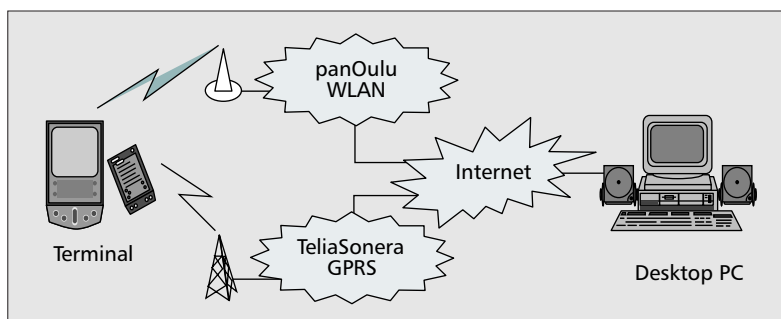 panOulu
WLAN
Internet
Terminal
TeliaSonera
GPRS
Desktop PC